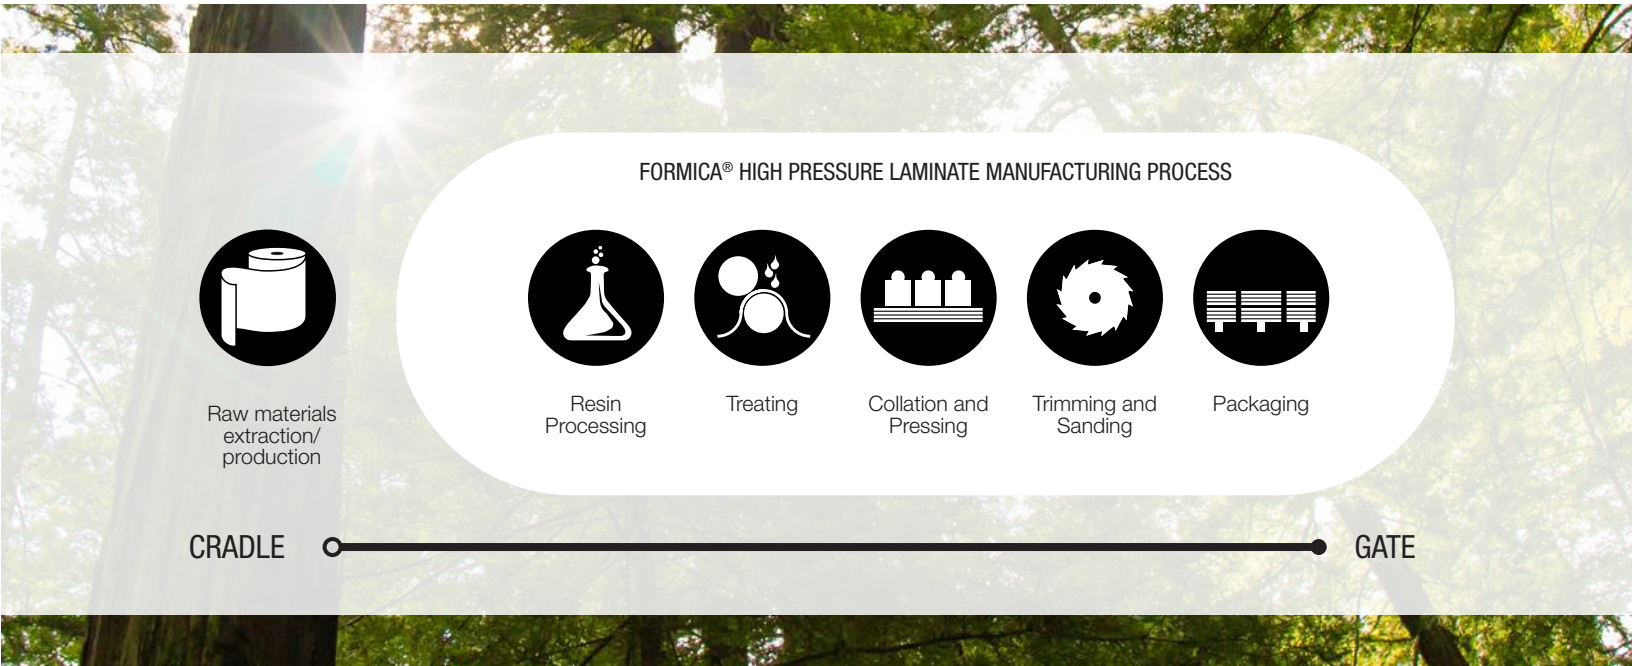 FORMICA® HIGH PRESSURE LAMINATE MANUFACTURING PROCESS
Raw materials
extraction/
production
Resin
Processing
Treating
Collation and
Pressing
Trimming and
Sanding
Packaging
CRADLE
GATE